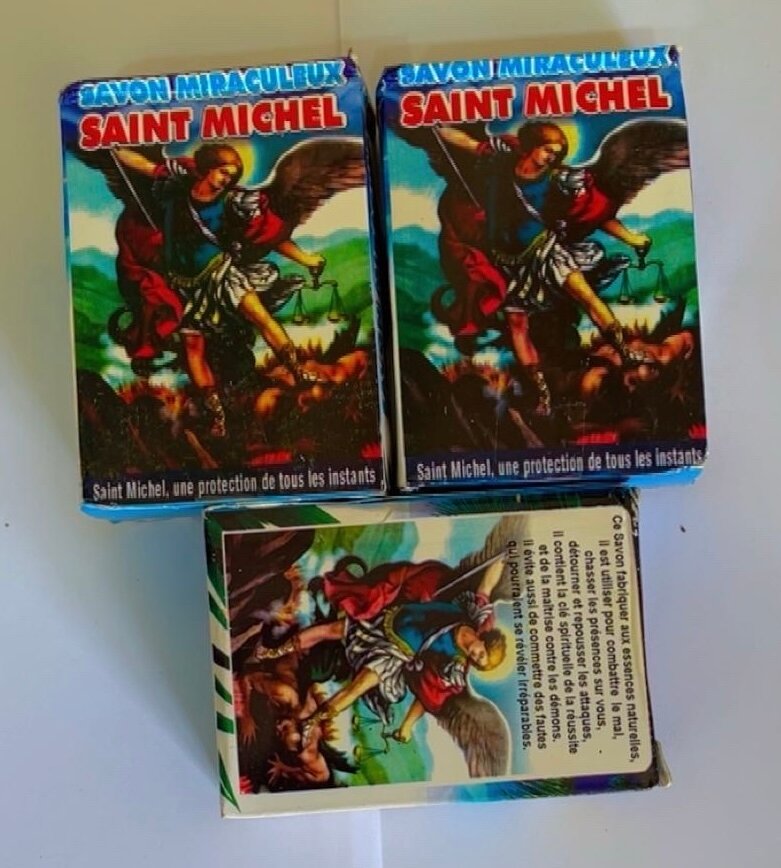 SAVON MIRACULEUX
SAINT MICHEL
Saint Michel, une protection de tous les instants
SAVON MIRACULEUX
SAINT MICHEL
Saint Michel, une protection de tous les instants
Ce Savon fabriquer aux essences naturelles,
il est utiliser pour combattre le mal,
chasser les présences sur vous,
détourner et repousser les attaques,
il contient la clé spirituelle de la réussite
et de la maîtrise contre les démons.
Il évite aussi de commettre des fautes
qui pourraient se révéler irréparables.